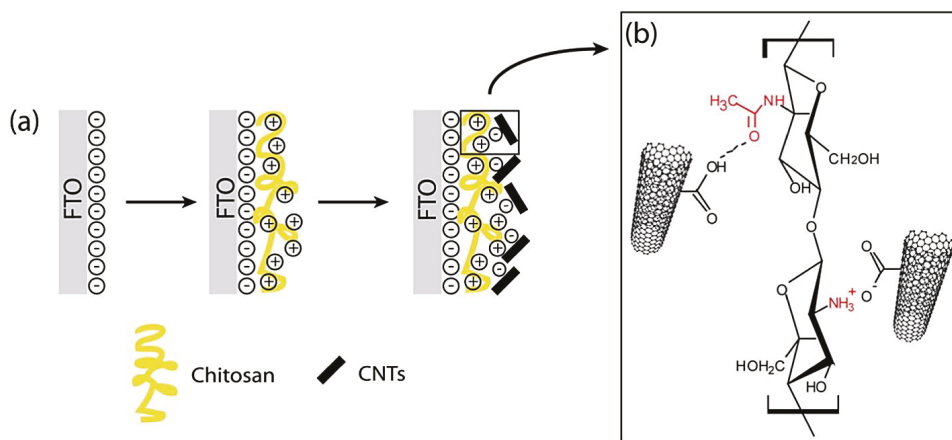 (a)
FTO
FTO
FTO
Chitosan
CNTs
(b)
H₃C
NH
O
O
OH
O
CH₂OH
OH
O
O
O
NH₃⁺
O
O⁻
HOH₂C
HO